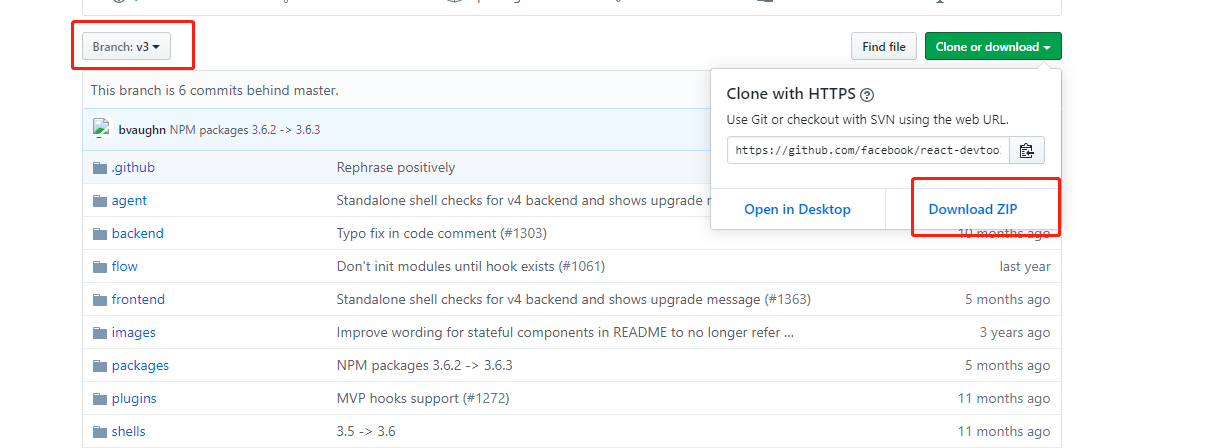 Branch: v3
Find file
Clone or download
This branch is 6 commits behind master.
Clone with HTTPS
Use Git or checkout with SVN using the web URL.
https://github.com/facebook/react-devtoo
Open in Desktop
Download ZIP
bvaughn NPM packages 3.6.2 -> 3.6.3
.github Rephrase positively
agent Standalone shell checks for v4 backend and shows upgrade
backend Typo fix in code comment (#1303) 10 months ago
flow Don't init modules until hook exists (#1061) last year
frontend Standalone shell checks for v4 backend and shows upgrade message (#1363) 5 months ago
images Improve wording for stateful components in README to no longer refer ... 3 years ago
packages NPM packages 3.6.2 -> 3.6.3 5 months ago
plugins MVP hooks support (#1272) 11 months ago
shells 3.5 -> 3.6 11 months ago